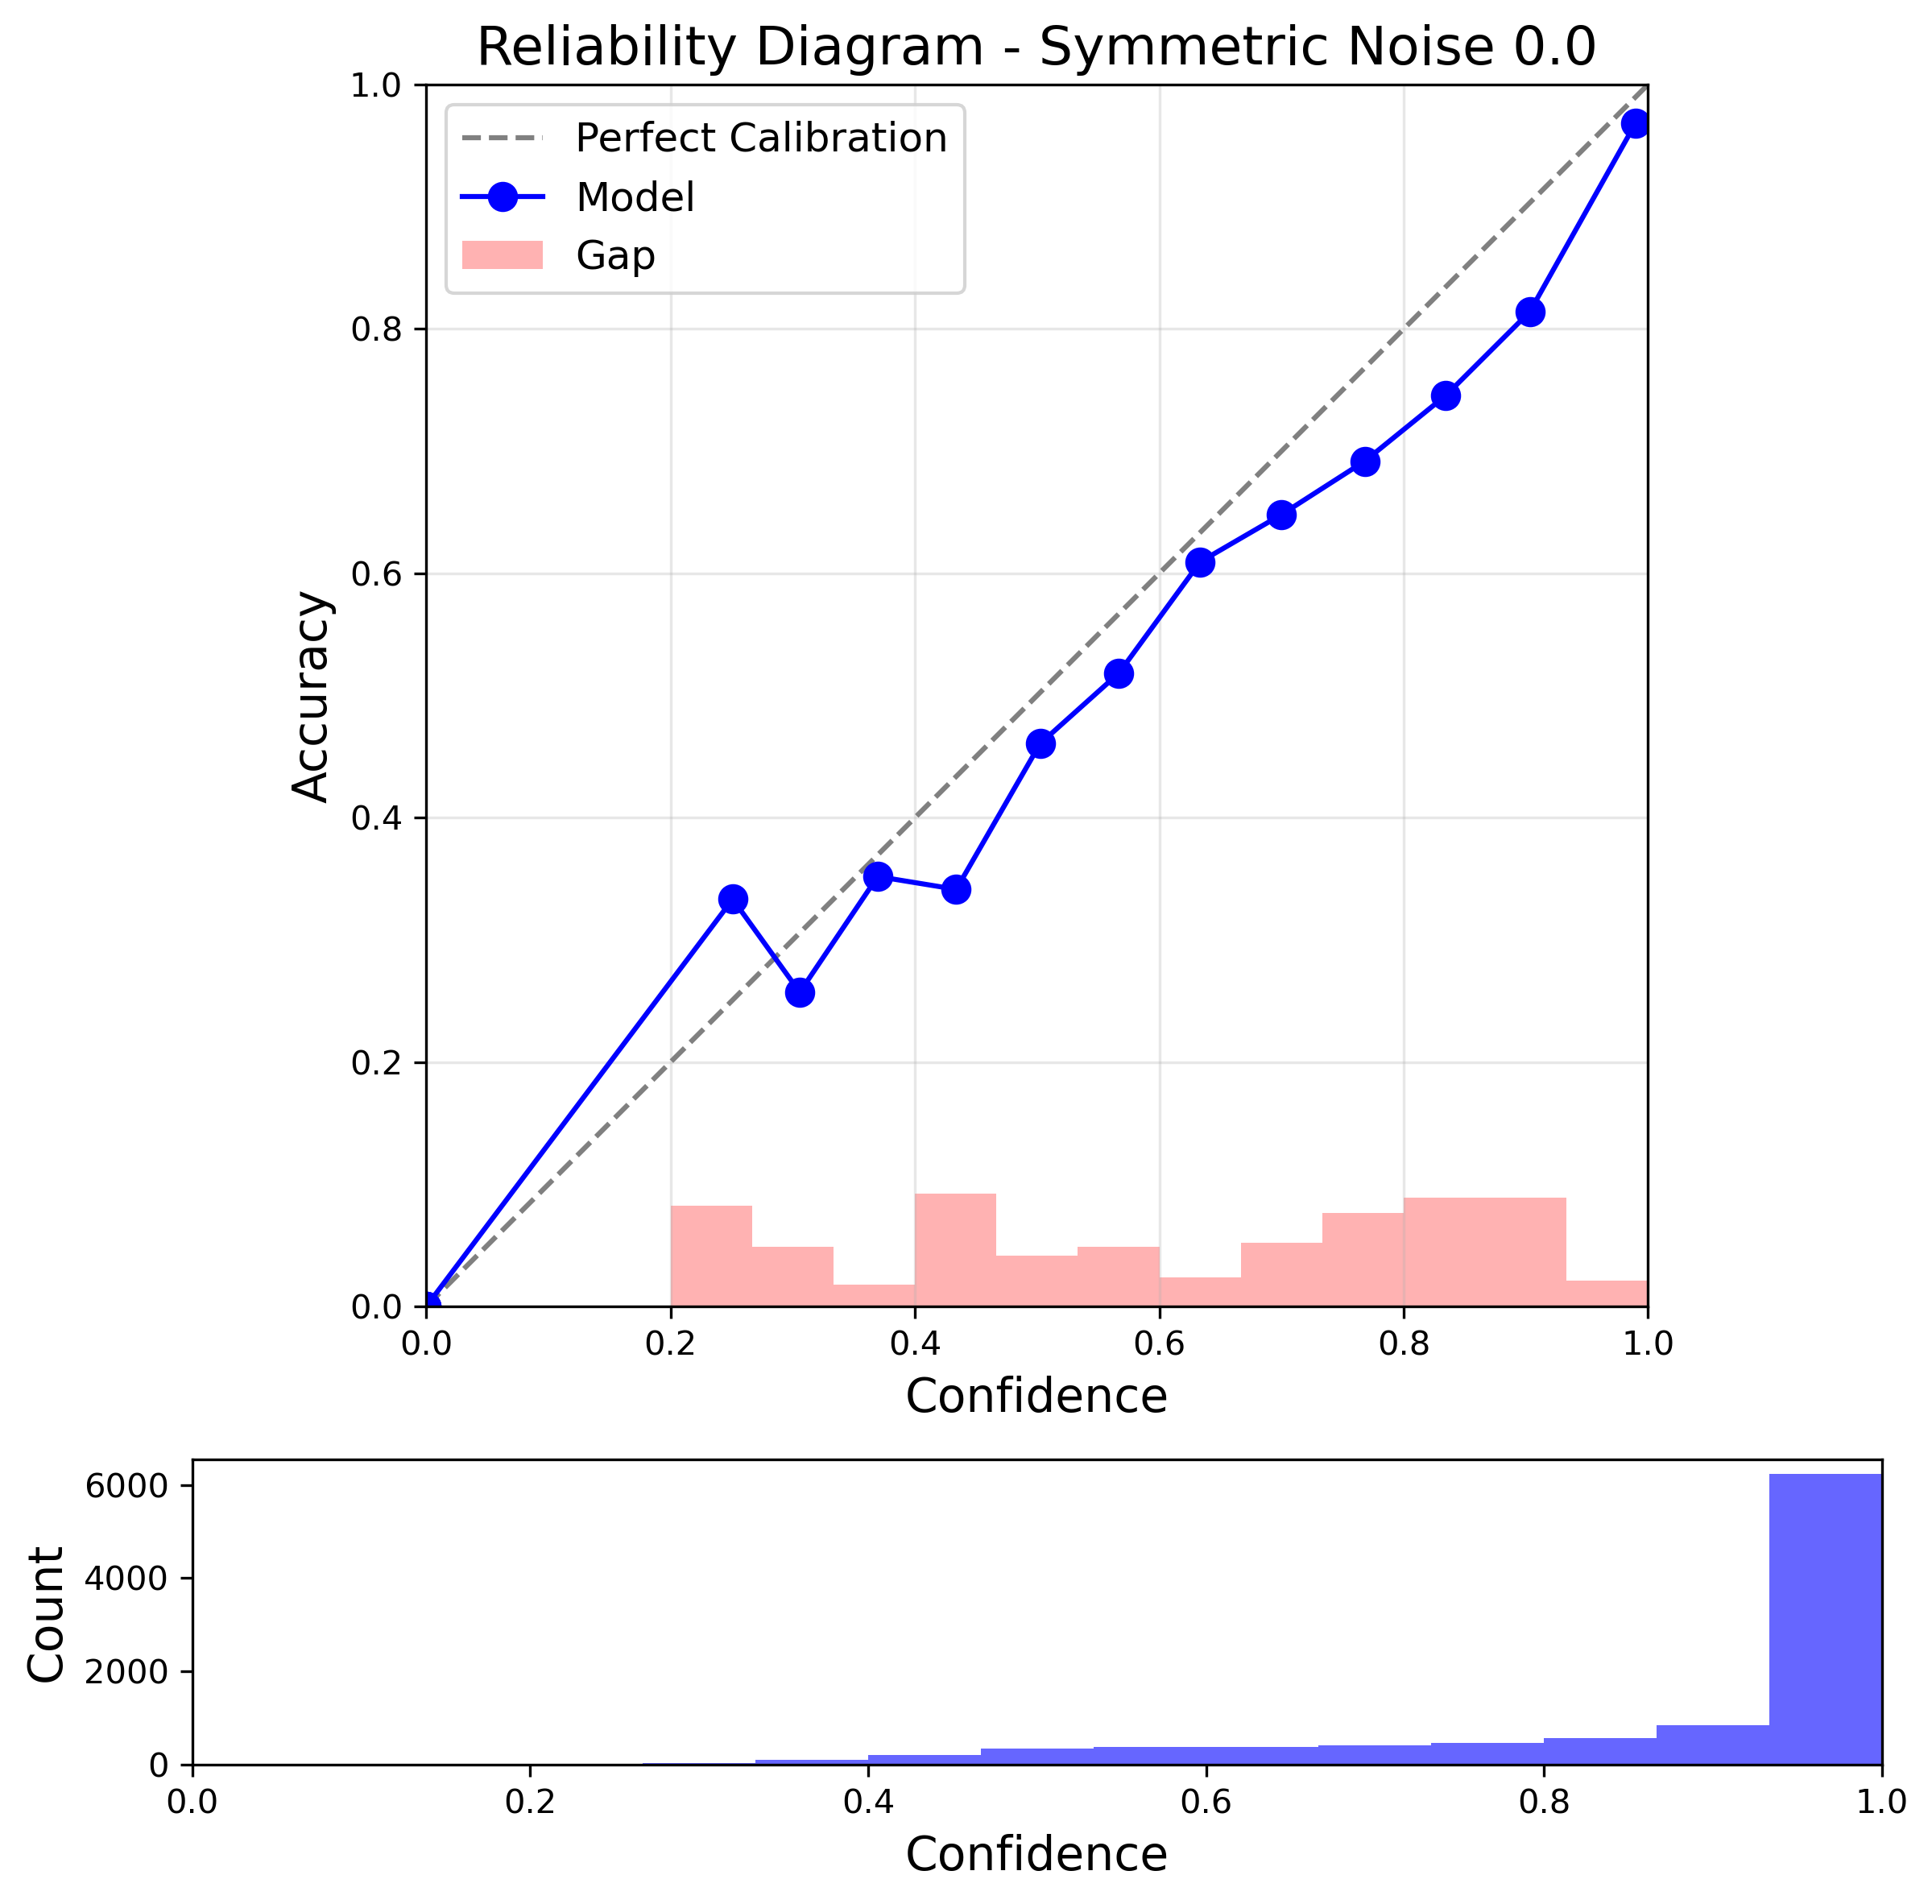 Reliability Diagram - Symmetric Noise 0.0
1.0
0.8
0.6
0.4
0.2
0.0
Accuracy
Perfect Calibration
Model
Gap
0.0 0.2 0.4 0.6 0.8 1.0
Confidence
6000
4000
2000
0
Count
0.0 0.2 0.4 0.6 0.8 1.0
Confidence